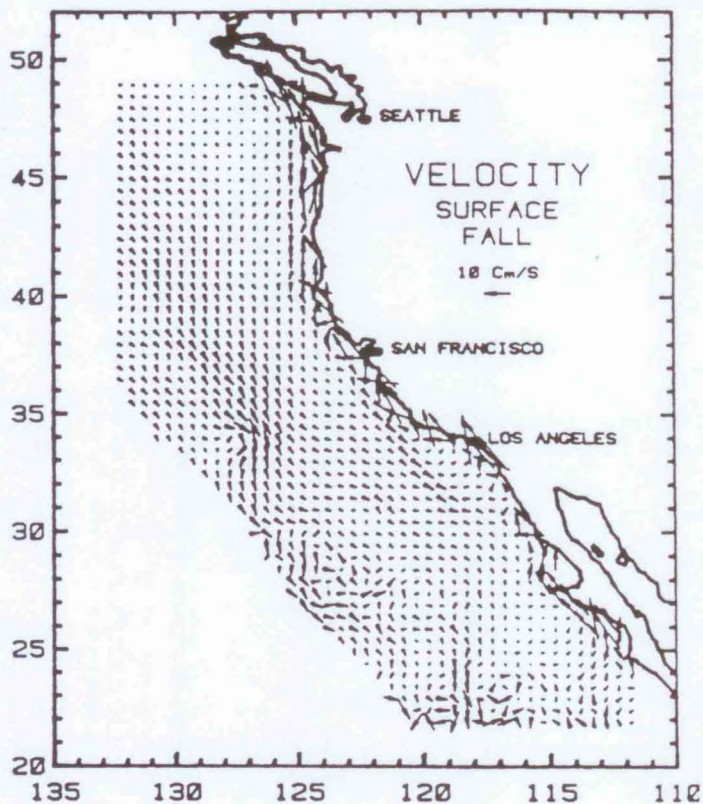 50
SEATTLE
45
VELOCITY
SURFACE
FALL
10 Cm/S
40
SAN FRANCISCO
35
LOS ANGELES
30
25
20
135 130 125 120 115 110